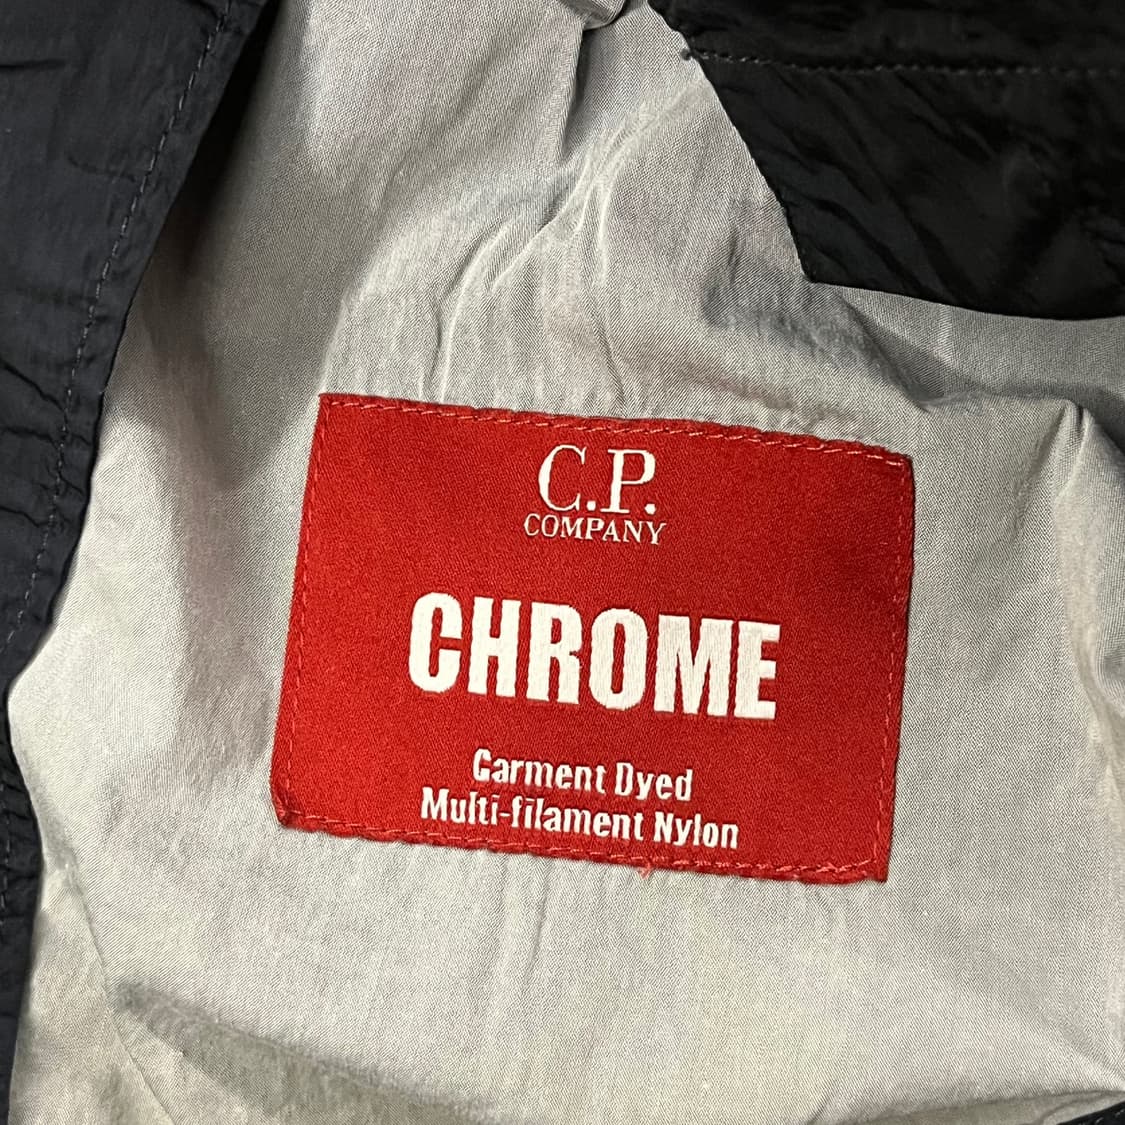 C.P.
COMPANY
CHROME
Garment Dyed
Multi-filament Nylon